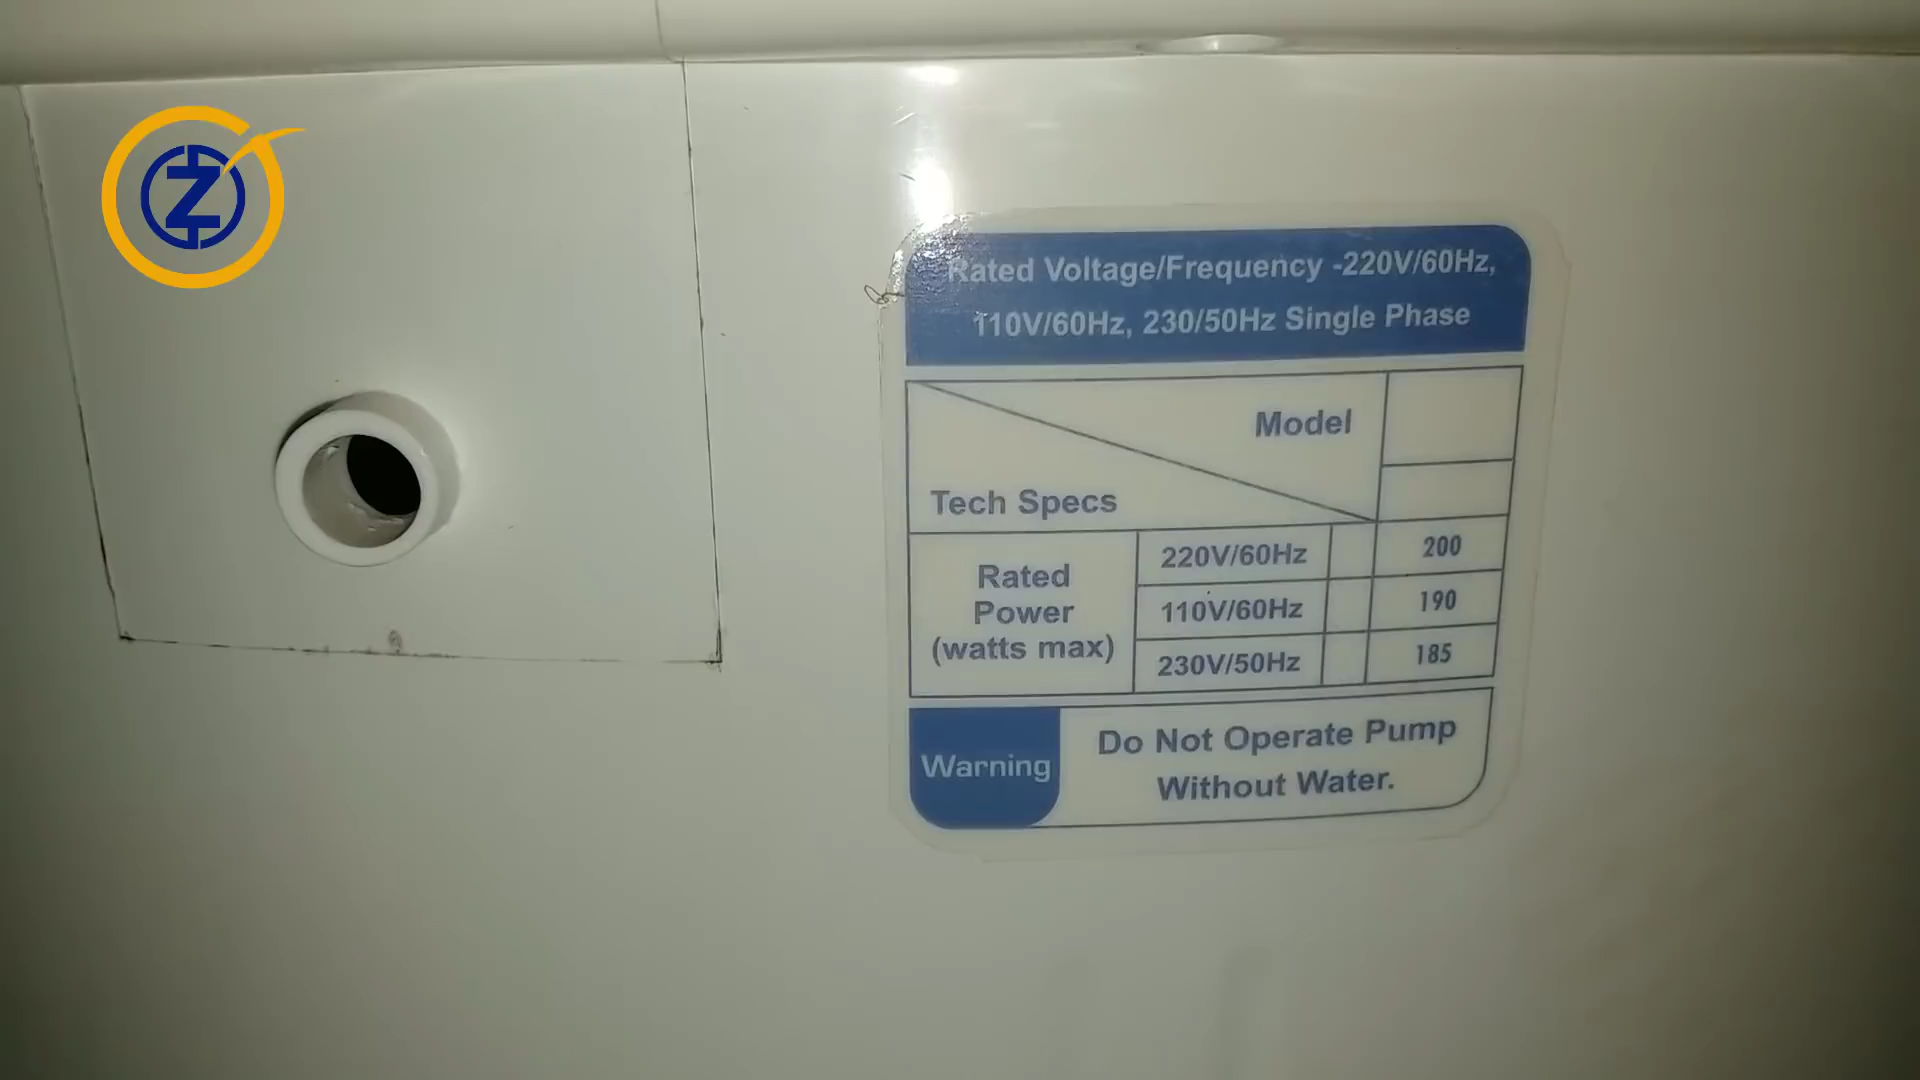 Z
Rated Voltage/Frequency -220V/60Hz,
110V/60Hz, 230/50Hz Single Phase
Model
Tech Specs
Rated
Power
(watts max)
220V/60Hz 200
110V/60Hz 190
230V/50Hz 185
Warning
Do Not Operate Pump
Without Water.